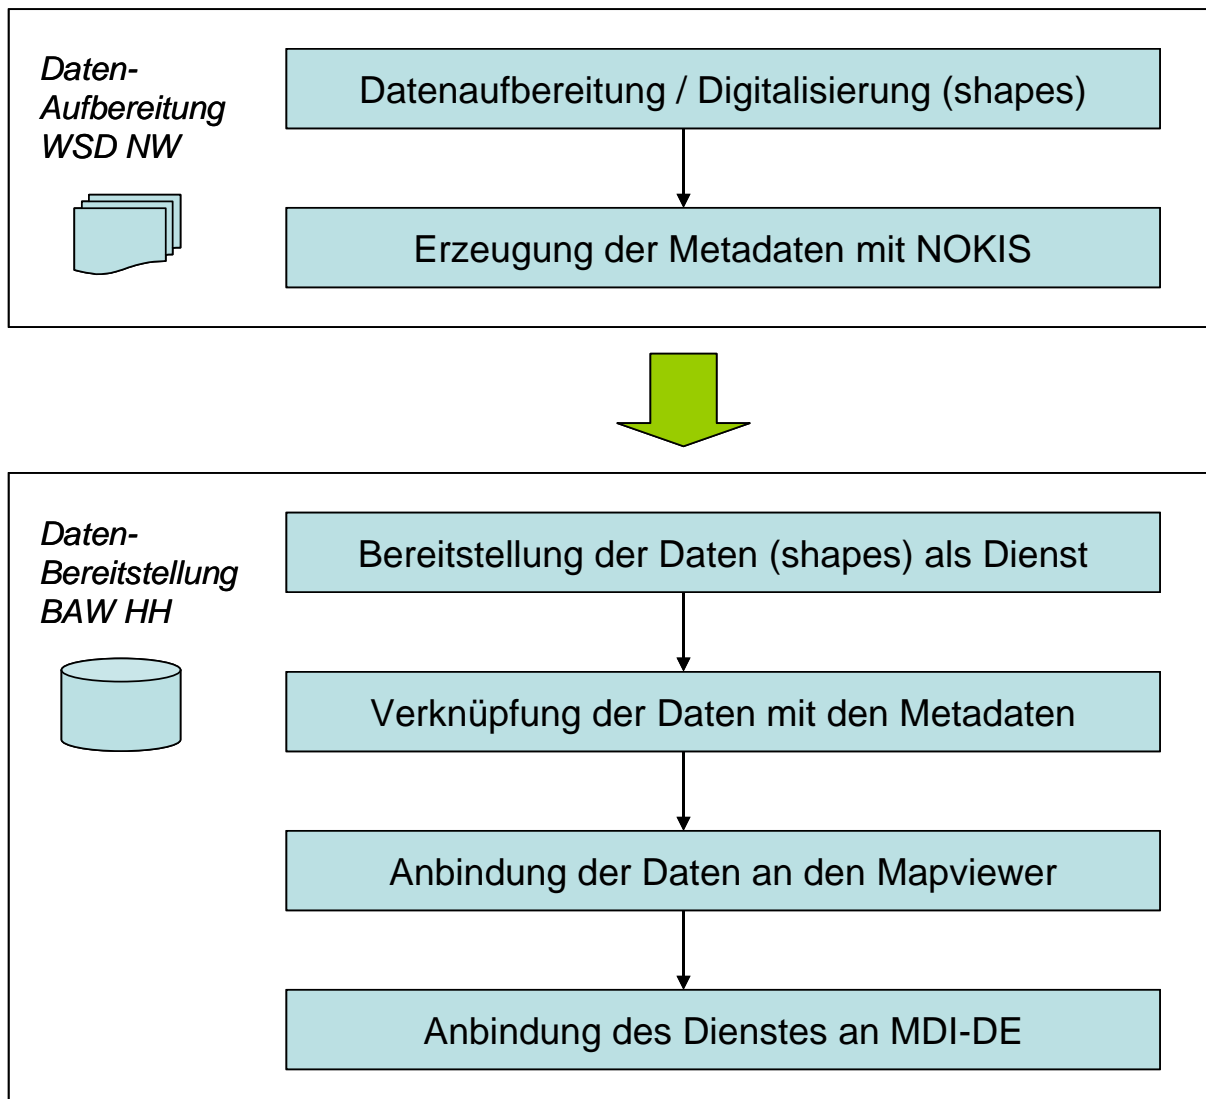 Daten-
Aufbereitung
WSD NW
Datenaufbereitung / Digitalisierung (shapes)
Erzeugung der Metadaten mit NOKIS
Daten-
Bereitstellung
BAW HH
Bereitstellung der Daten (shapes) als Dienst
Verknüpfung der Daten mit den Metadaten
Anbindung der Daten an den Mapviewer
Anbindung des Dienstes an MDI-DE